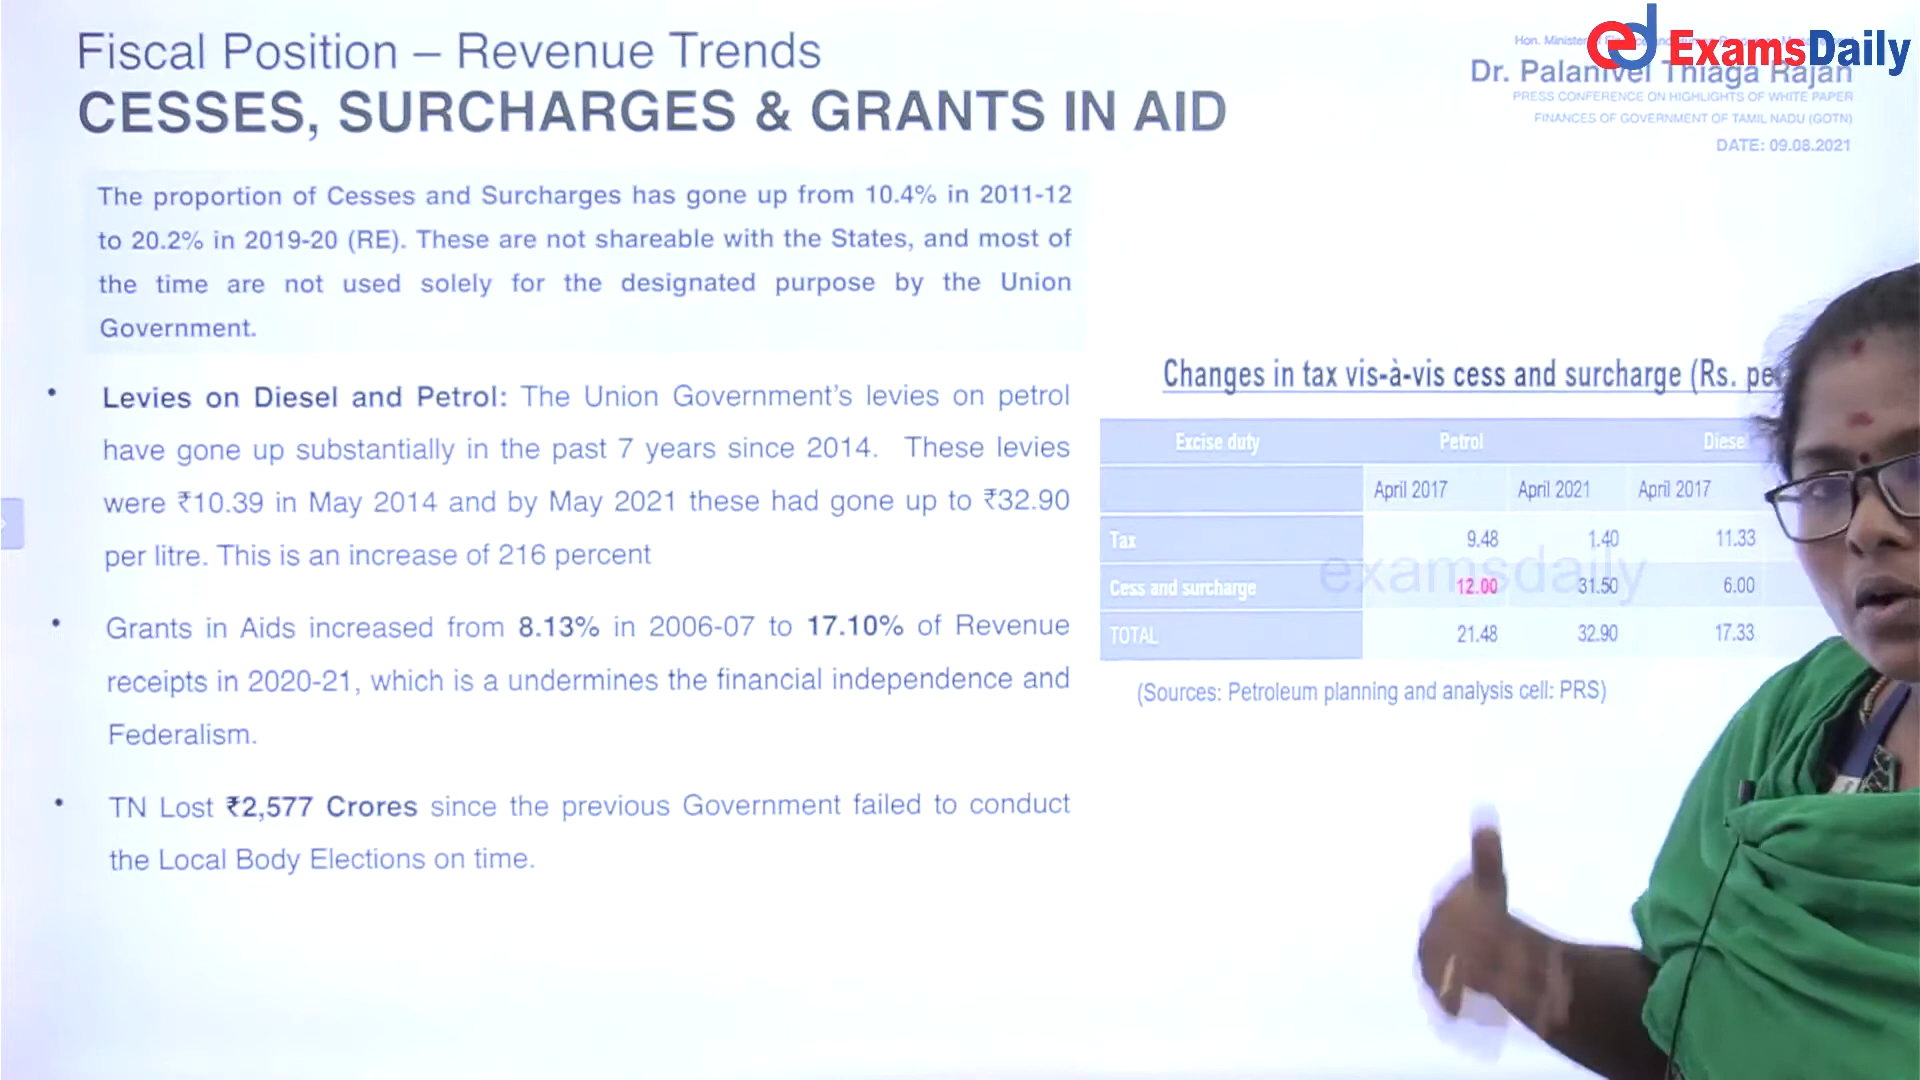 Fiscal Position – Revenue Trends
CESSES, SURCHARGES & GRANTS IN AID
ExamsDaily
Hon. Minister
Dr. Palanivel Thiaga Rajan
PRESS CONFERENCE ON HIGHLIGHTS OF WHITE PAPER
FINANCES OF GOVERNMENT OF TAMIL NADU (GOTN)
DATE: 09.08.2021
The proportion of Cesses and Surcharges has gone up from 10.4% in 2011-12
to 20.2% in 2019-20 (RE). These are not shareable with the States, and most of
the time are not used solely for the designated purpose by the Union
Government.
• Levies on Diesel and Petrol: The Union Government's levies on petrol
have gone up substantially in the past 7 years since 2014. These levies
were ₹10.39 in May 2014 and by May 2021 these had gone up to ₹32.90
per litre. This is an increase of 216 percent
• Grants in Aids increased from 8.13% in 2006-07 to 17.10% of Revenue
receipts in 2020-21, which is a undermines the financial independence and
Federalism.
• TN Lost ₹2,577 Crores since the previous Government failed to conduct
the Local Body Elections on time.
Changes in tax vis-à-vis cess and surcharge (Rs.
Excise duty Petrol Diesel
April 2017 April 2021 April 2017
Tax 9.48 1.40 11.33
examsdaily
Cess and surcharge 12.00 31.50 6.00
TOTAL 21.48 32.90 17.33
(Sources: Petroleum planning and analysis cell: PRS)